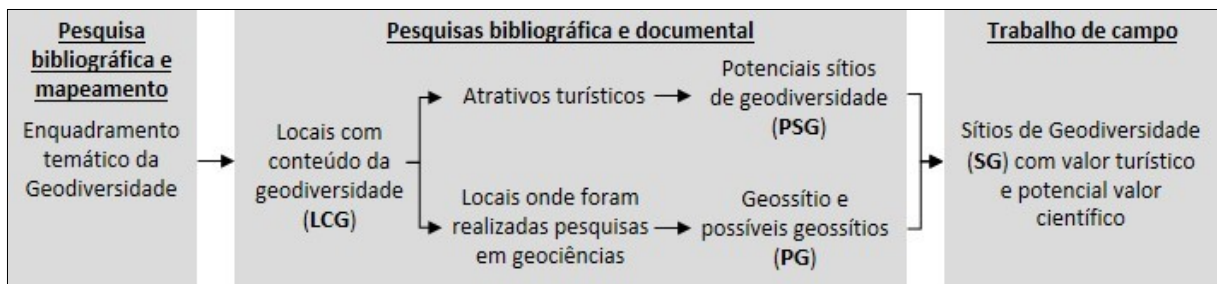 Pesquisa
bibliográfica e
mapeamento
Enquadramento
temático da
Geodiversidade
Pesquisas bibliográfica e documental
Locais com
conteúdo da
geodiversidade
(LCG)
Atrativos turísticos
Potenciais sítios
de geodiversidade
(PSG)
Locais onde foram
realizadas pesquisas
em geociências
Geossítio e
possíveis geossítios
(PG)
Trabalho de campo
Sítios de Geodiversidade
(SG) com valor turístico
e potencial valor
científico